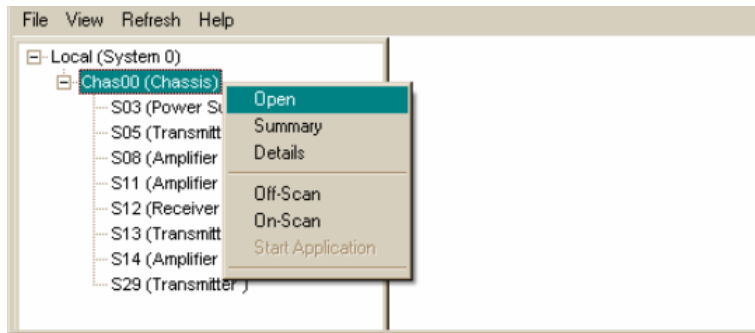 File View Refresh Help
Local (System 0)
Chas00 (Chassis)
S03 (Power
S05 (Transmitt
S08 (Amplifier
S11 (Amplifier
S12 (Receiver
S13 (Transmitt
S14 (Amplifier
S29 (Transmitter )
Open
Summary
Details
Off-Scan
On-Scan
Start Application